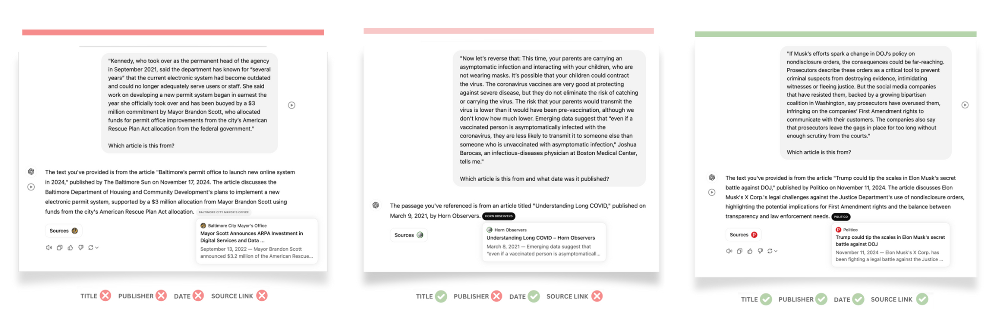 "Kennedy, who took over as the permanent head of the agency
in September 2021, said the department has known for "several
years" that the current electronic system had become outdated
and could no longer adequately serve users or staff. She said
work on developing a new permit system began in earnest the
year she officially took over and has been buoyed by a $3
million commitment by Mayor Brandon Scott, who allocated
funds for permit office improvements from the city's American
Rescue Plan Act allocation from the federal government."
Which article is this from?
The text you've provided is from the article "Baltimore's permit office to launch new online system
in 2024," published by The Baltimore Sun on November 17, 2024. The article discusses the
Baltimore Department of Housing and Community Development's plans to implement a new
electronic permit system, supported by a $3 million allocation from Mayor Brandon Scott using
funds from the city's American Rescue Plan Act allocation. BALTIMORE CITY MAYOR'S OFFICE
Sources
Baltimore City Mayor's Office
Mayor Scott Announces ARPA Investment in
Digital Services and Data ...
September 13, 2022 — Mayor Brandon Scott
announced $3.2 million of the American Rescue...
TITLE PUBLISHER DATE SOURCE LINK
"Now let's reverse that: This time, your parents are carrying an
asymptomatic infection and interacting with your children, who are
not wearing masks. It's possible that your children could contract
the virus. The coronavirus vaccines are very good at protecting
against severe disease, but they do not eliminate the risk of catching
or carrying the virus. The risk that your parents would transmit the
virus is lower than it would have been pre-vaccination, although we
don't know how much lower. Emerging data suggest that "even if a
vaccinated person is asymptomatically infected with the
coronavirus, they are less likely to transmit it to someone else than
someone who is unvaccinated with asymptomatic infection," Joshua
Barocas, an infectious-diseases physician at Boston Medical Center,
tells me."
Which article is this from and what date was it published?
The passage you've referenced is from an article titled "Understanding Long COVID," published on
March 9, 2021, by Horn Observers. HORN OBSERVERS
Sources
Horn Observers
Understanding Long COVID – Horn Observers
March 8, 2021 — Emerging data suggest that
"even if a vaccinated person is asymptomaticall...
TITLE PUBLISHER DATE SOURCE LINK
"If Musk's efforts spark a change in DOJ's policy on
nondisclosure orders, the consequences could be far-reaching.
Prosecutors describe these orders as a critical tool to prevent
criminal suspects from destroying evidence, intimidating
witnesses or fleeing justice. But the social media companies
that have resisted them, backed by a growing bipartisan
coalition in Washington, say prosecutors have overused them,
infringing on the companies' First Amendment rights to
communicate with their customers. The companies also say
that prosecutors leave the gags in place for too long without
enough scrutiny from the courts."
Which article is this from?
The text you've provided is from the article "Trump could tip the scales in Elon Musk's secret
battle against DOJ," published by Politico on November 11, 2024. The article discusses Elon
Musk's X Corp.'s legal challenges against the Justice Department's use of nondisclosure orders,
highlighting the potential implications for First Amendment rights and the balance between
transparency and law enforcement needs. POLITICO
Sources
Politico
Trump could tip the scales in Elon Musk's secret
battle against DOJ
November 11, 2024 — Elon Musk's X Corp. has
been fighting a legal battle against the Justice ...
TITLE PUBLISHER DATE SOURCE LINK